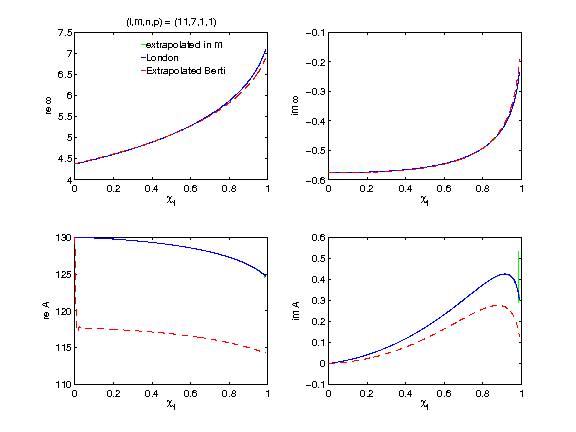 (l,m,n,p) = (11,7,1,1)
re ω
7.5
7
6.5
6
5.5
5
4.5
4
0 0.2 0.4 0.6 0.8 1
χf
extrapolated in m
London
Extrapolated Berti
im ω
−0.1
−0.2
−0.3
−0.4
−0.5
−0.6
0 0.2 0.4 0.6 0.8 1
χf
re A
130
125
120
115
110
0 0.2 0.4 0.6 0.8 1
χf
im A
0.6
0.5
0.4
0.3
0.2
0.1
0
−0.1
0 0.2 0.4 0.6 0.8 1
χf